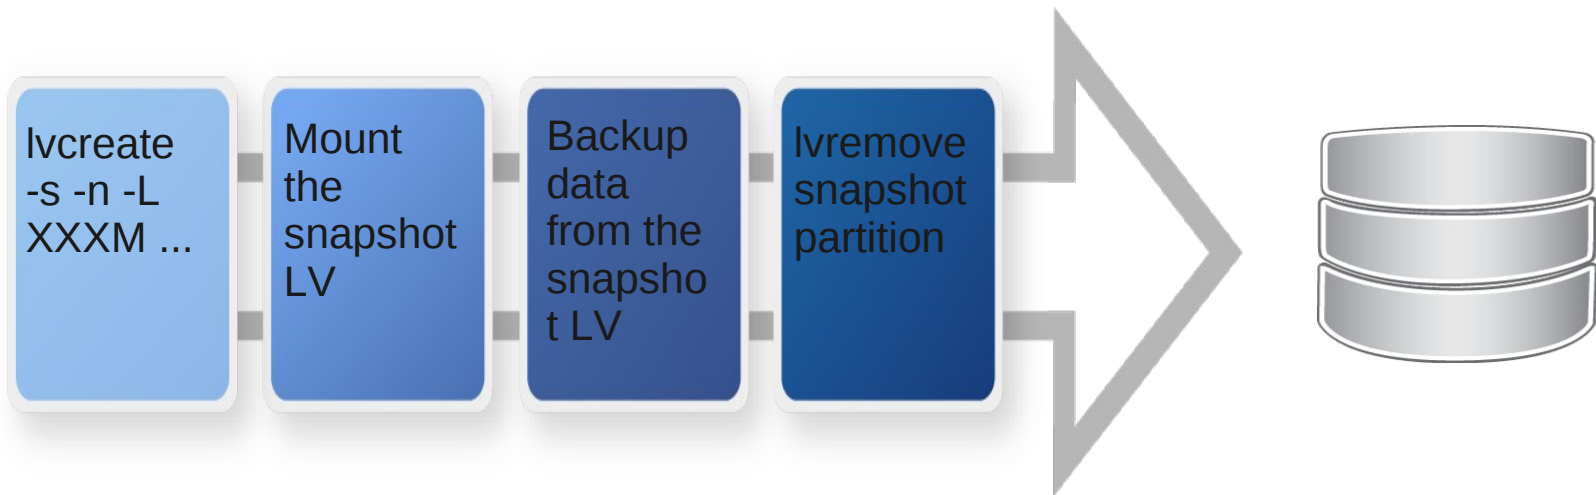 lvcreate
-s -n -L
XXXM ...
Mount
the
snapshot
LV
Backup
data
from the
snapsho
t LV
lvremove
snapshot
partition